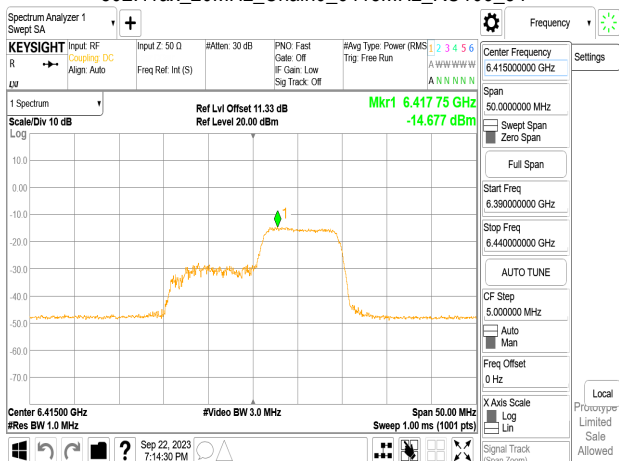 Spectrum Analyzer 1
Swept SA
+
Frequency
KEYSIGHT
R
Input: RF
Coupling: DC
Align: Auto
Input Z: 50 Ω
Freq Ref: Int (S)
#Atten: 30 dB
PNO: Fast
Gate: Off
IF Gain: Low
Sig Track: Off
#Avg Type: Power (RMS
Trig: Free Run
1 2 3 4 5 6
A W W W W W
A N N N N N
1 Spectrum
Scale/Div 10 dB
Ref Lvl Offset 11.33 dB
Ref Level 20.00 dBm
Mkr1 6.417 75 GHz
-14.677 dBm
Log
10.0
0.00
-10.0
-20.0
-30.0
-40.0
-50.0
-60.0
-70.0
1
Center 6.41500 GHz
#Res BW 1.0 MHz
#Video BW 3.0 MHz
Span 50.00 MHz
Sweep 1.00 ms (1001 pts)
Center Frequency
6.415000000 GHz
Span
50.0000000 MHz
Swept Span
Zero Span
Full Span
Start Freq
6.390000000 GHz
Stop Freq
6.440000000 GHz
AUTO TUNE
CF Step
5.000000 MHz
Auto
Man
Freq Offset
0 Hz
X Axis Scale
Log
Lin
Signal Track
(Span Zoom)
Settings
Local
Prototype
Limited
Sale
Allowed
?
Sep 22, 2023
7:14:30 PM